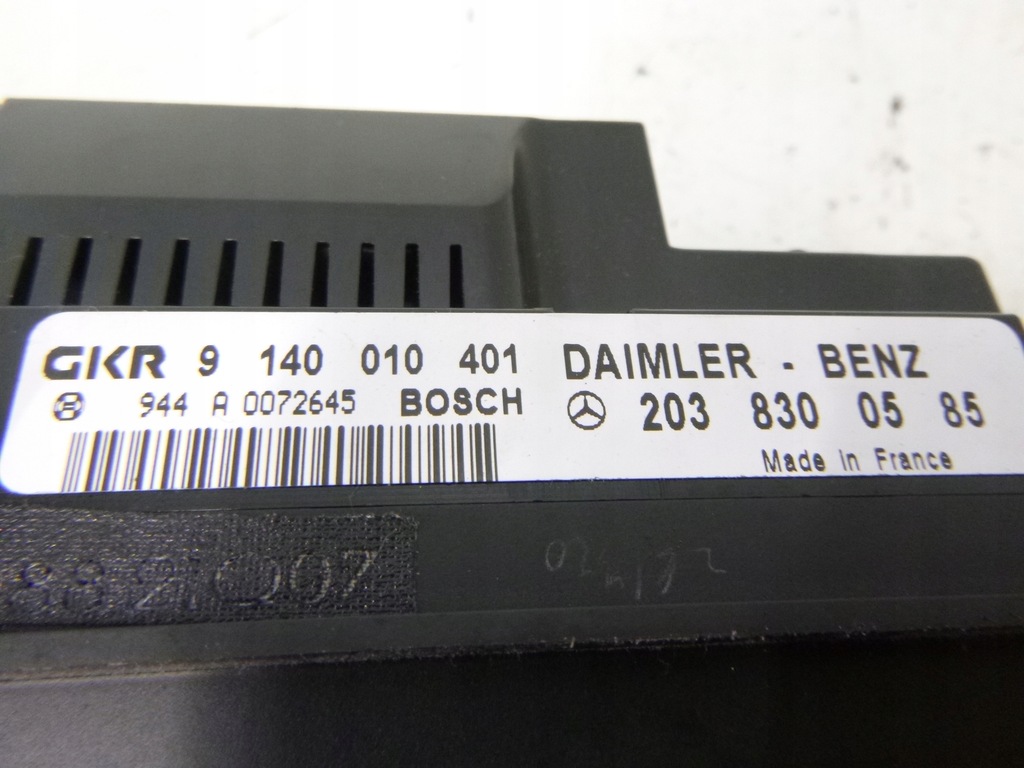 GKR 9 140 010 401 DAIMLER - BENZ
944 A 0072645 BOSCH 203 830 05 85
Made in France